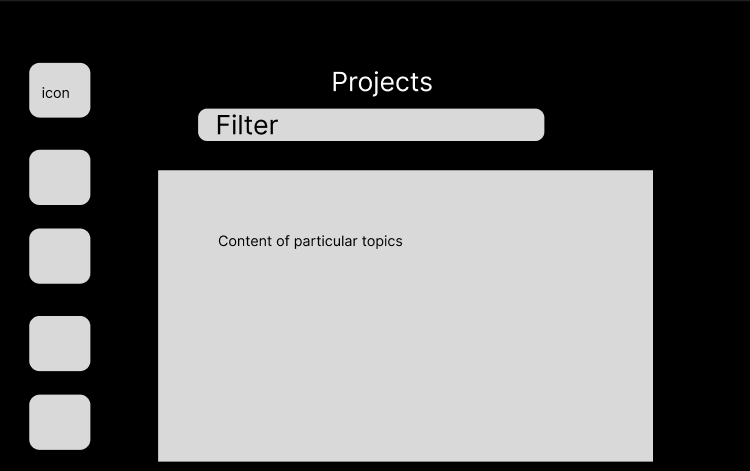 Projects
icon
Filter
Content of particular topics